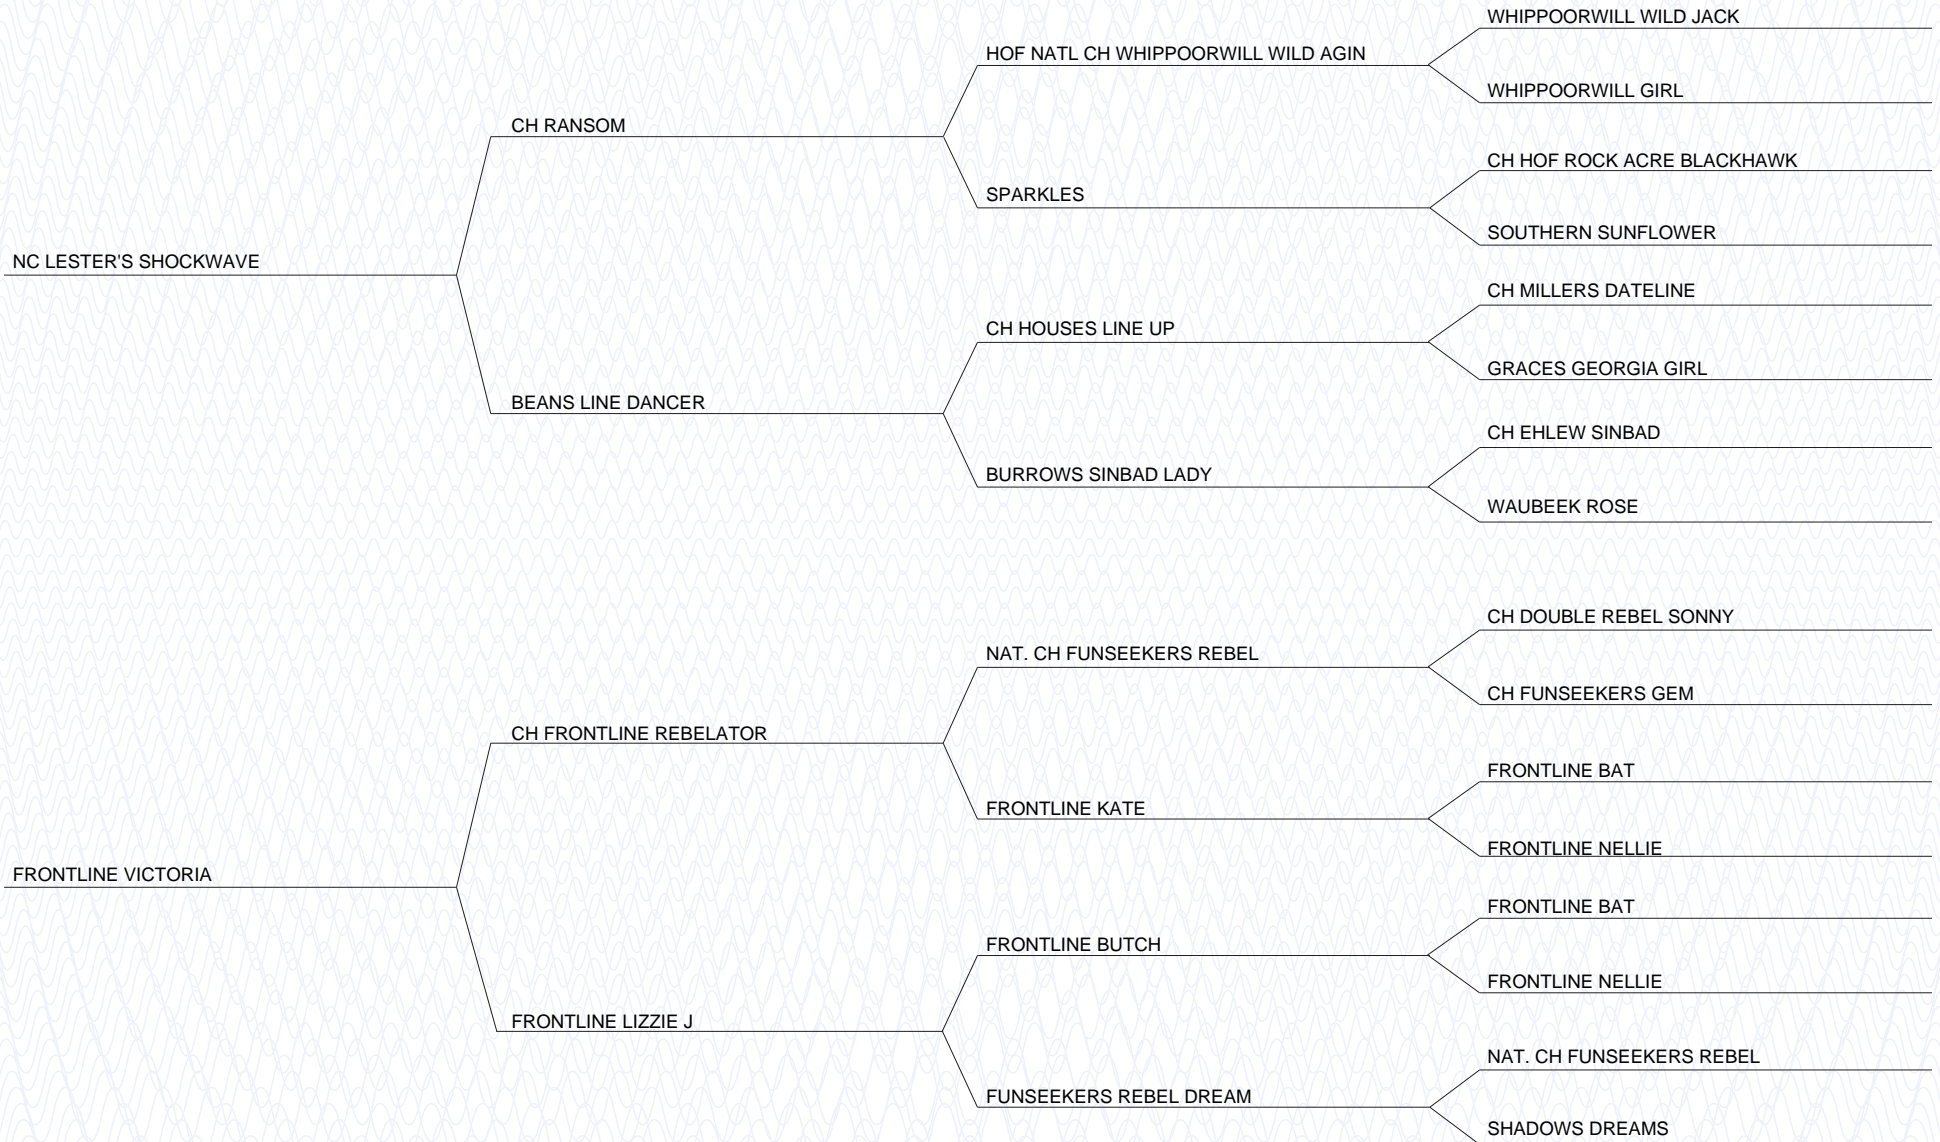 WHIPPOORWILL WILD JACK
HOF NATL CH WHIPPOORWILL WILD AGIN
WHIPPOORWILL GIRL
CH RANSOM
CH HOF ROCK ACRE BLACKHAWK
SPARKLES
SOUTHERN SUNFLOWER
NC LESTER'S SHOCKWAVE
CH MILLERS DATELINE
CH HOUSES LINE UP
GRACES GEORGIA GIRL
BEANS LINE DANCER
CH EHLEW SINBAD
BURROWS SINBAD LADY
WAUBEEK ROSE
CH DOUBLE REBEL SONNY
NAT. CH FUNSEEKERS REBEL
CH FUNSEEKERS GEM
CH FRONTLINE REBELATOR
FRONTLINE BAT
FRONTLINE KATE
FRONTLINE NELLIE
FRONTLINE VICTORIA
FRONTLINE BAT
FRONTLINE BUTCH
FRONTLINE NELLIE
FRONTLINE LIZZIE J
NAT. CH FUNSEEKERS REBEL
FUNSEEKERS REBEL DREAM
SHADOWS DREAMS